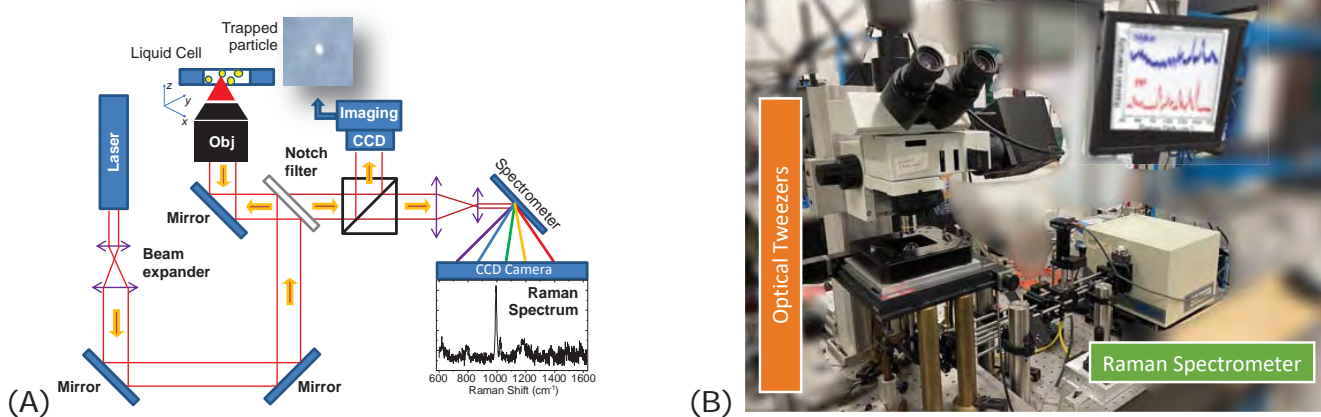 Trapped
particle
Liquid Cell
z
y
x
Laser
Obj
Imaging
CCD
Notch
filter
Mirror
Spectrometer
Beam
expander
CCD Camera
Raman
Spectrum
Mirror
Mirror
600 800 1000 1200 1400 1600
Raman Shift (cm⁻¹)
(A)
Optical Tweezers
Raman Spectrometer
(B)